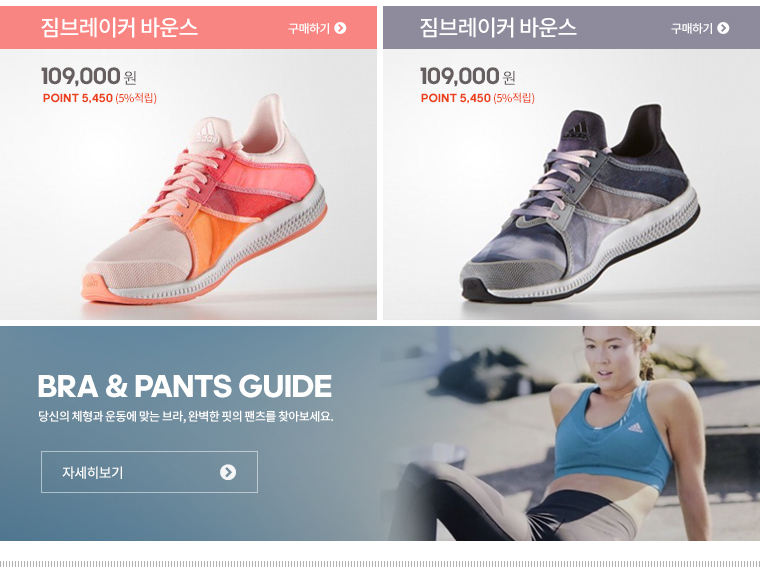 짐브레이커 바운스
구매하기
109,000 원
POINT 5,450 (5%적립)
짐브레이커 바운스
구매하기
109,000 원
POINT 5,450 (5%적립)
BRA & PANTS GUIDE
당신의 체형과 운동에 맞는 브라, 완벽한 핏의 팬츠를 찾아보세요.
자세히보기